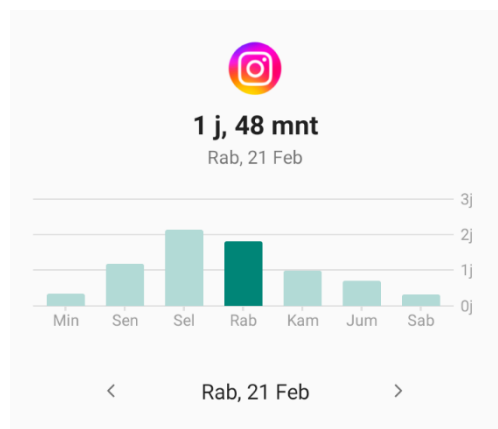 1 j, 48 mnt
Rab, 21 Feb
3j
2j
1j
0j
Min Sen Sel Rab Kam Jum Sab
Rab, 21 Feb